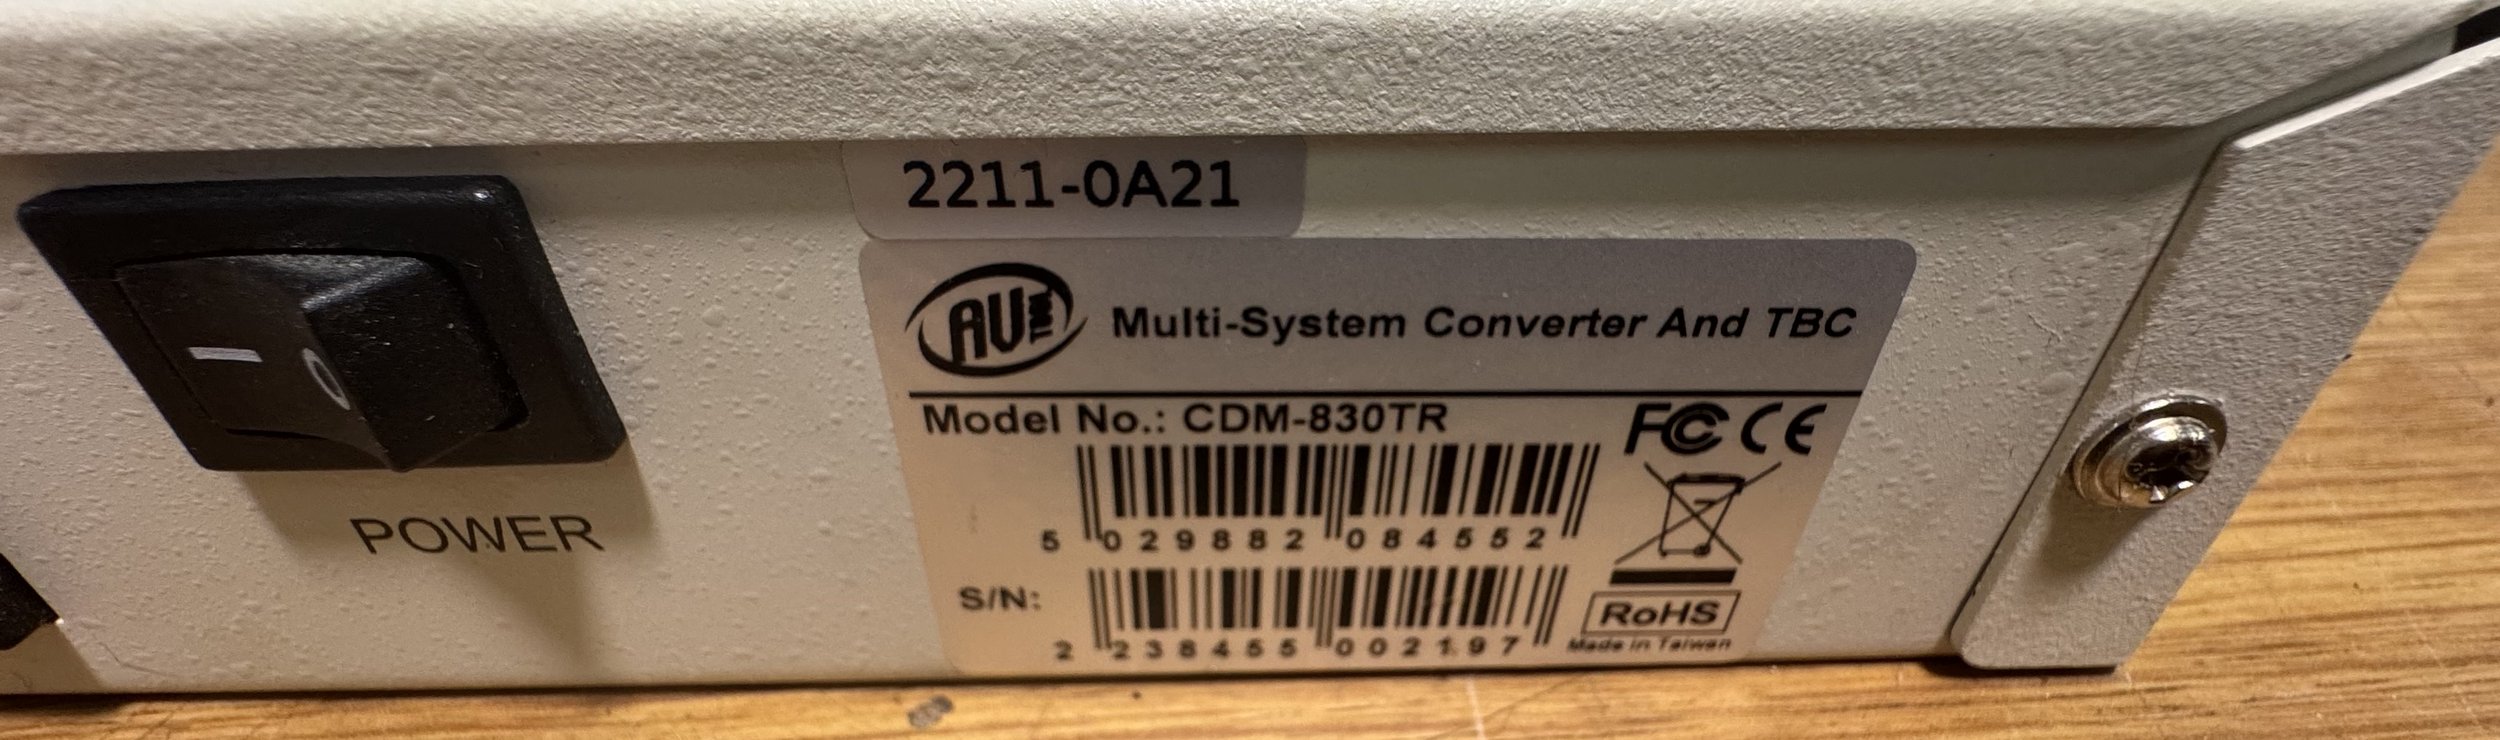 2211-0A21
AV TWN Multi-System Converter And TBC
Model No.: CDM-830TR
FC CE
5 029882 084552
S/N:
2 238455 002197
RoHS
Made in Taiwan
— O
POWER